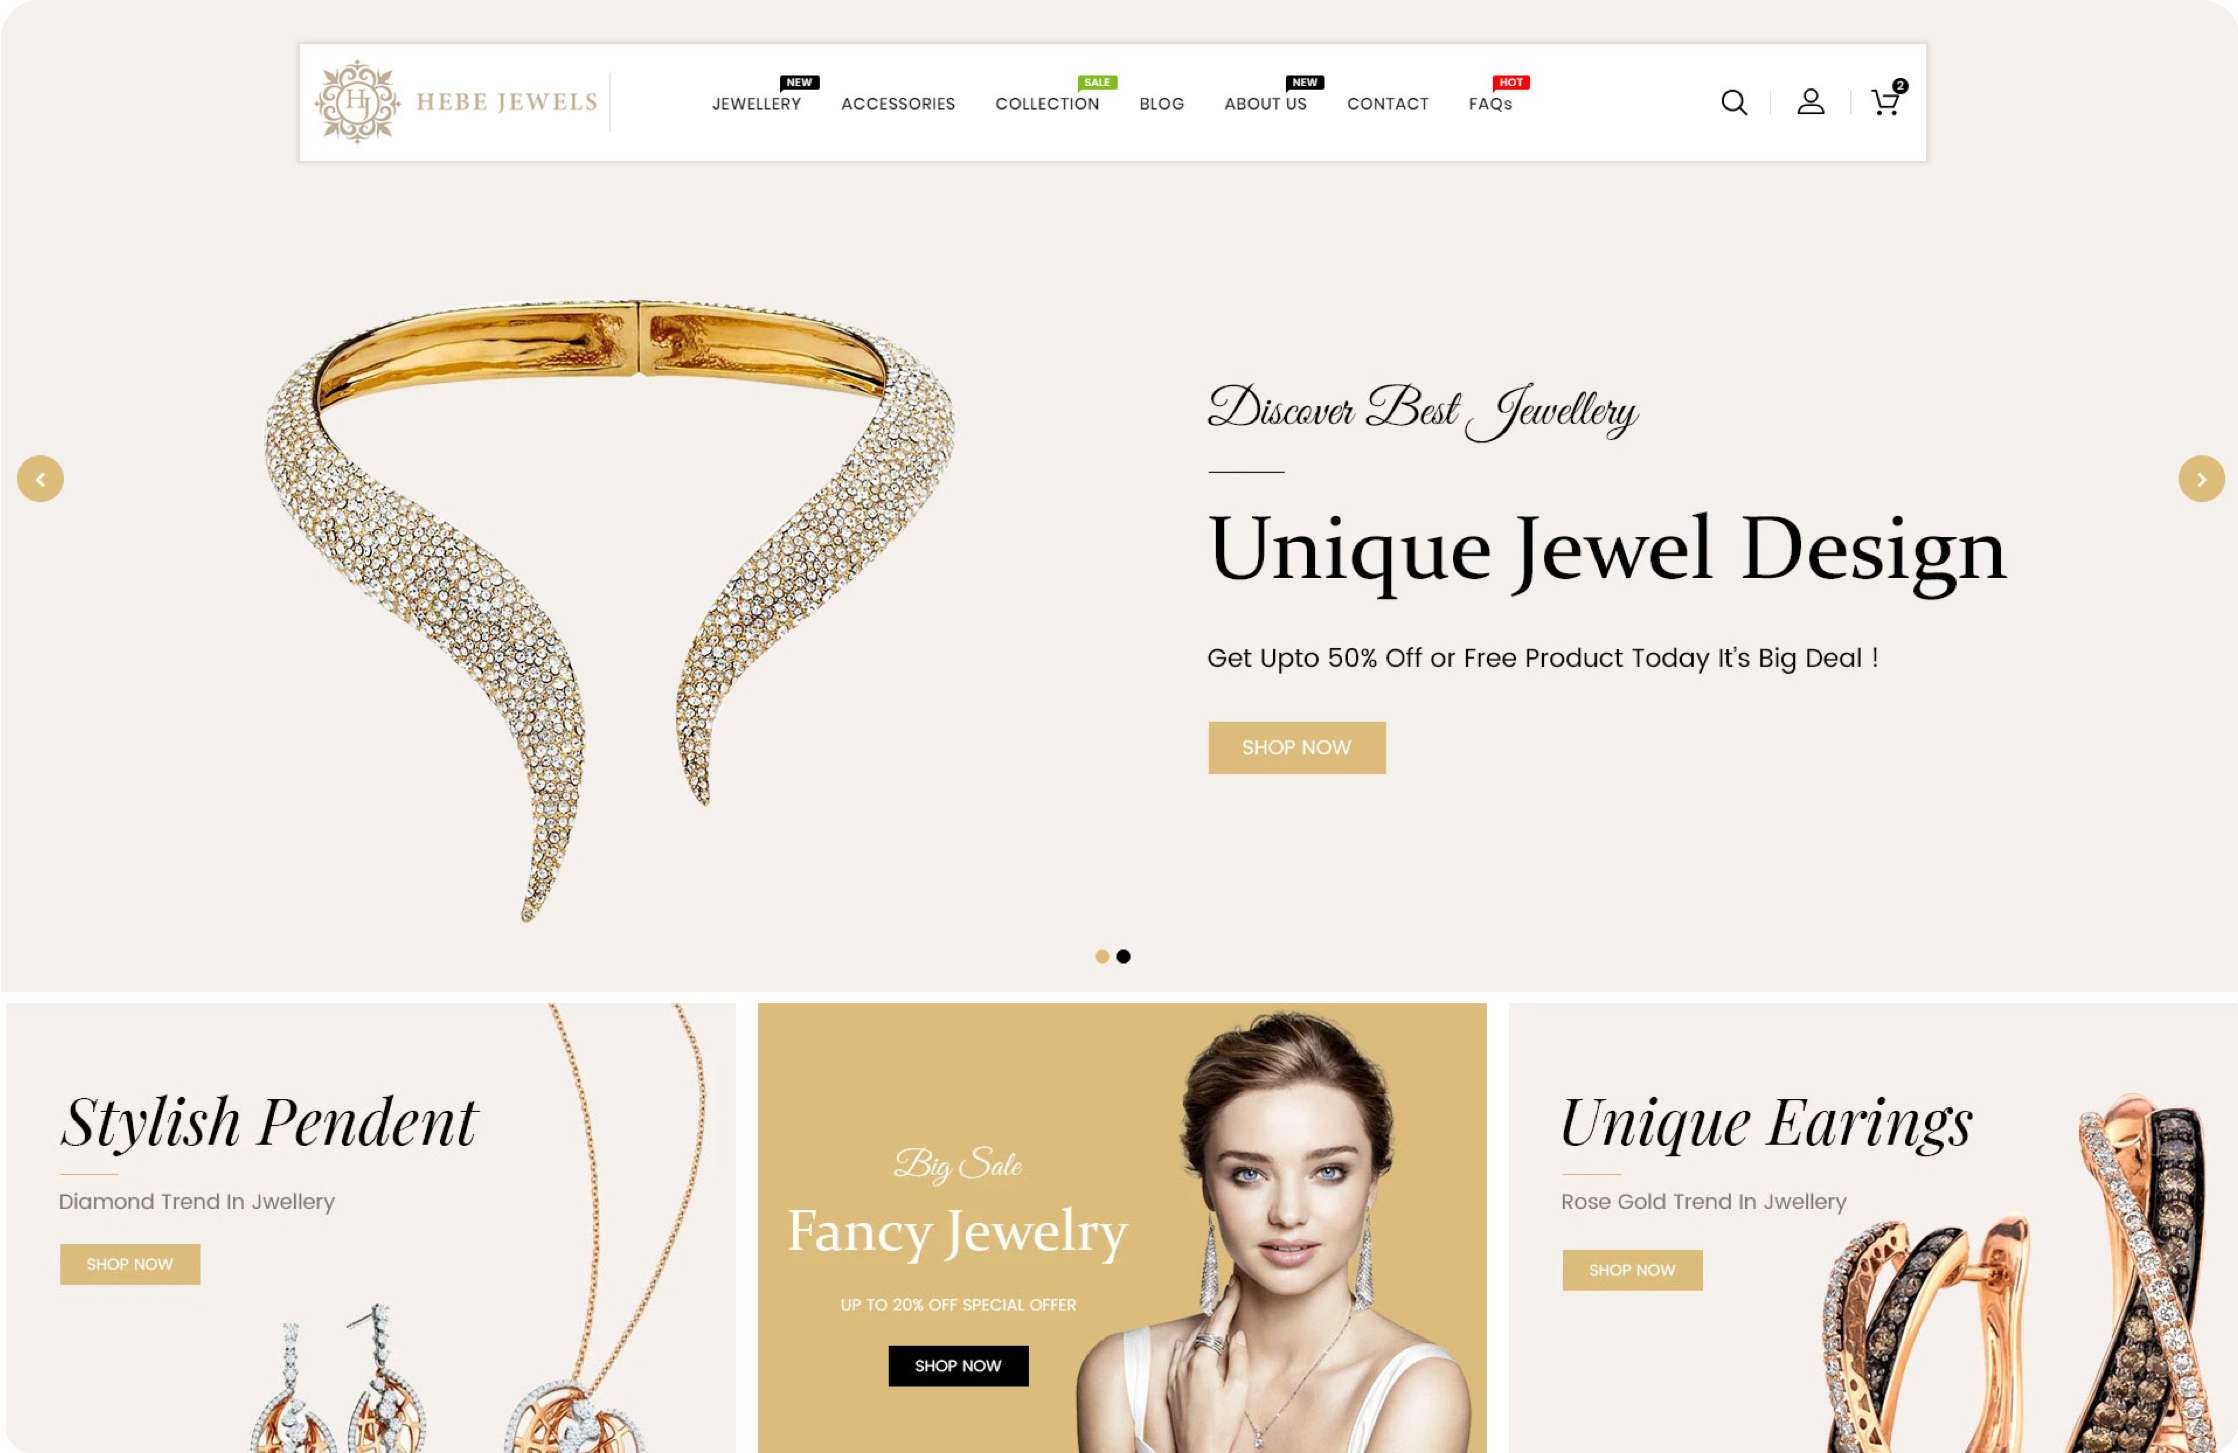 HJ HEBE JEWELS
NEW SALE NEW HOT
JEWELLERY ACCESSORIES COLLECTION BLOG ABOUT US CONTACT FAQs
2
Discover Best Jewellery
Unique Jewel Design
Get Upto 50% Off or Free Product Today It's Big Deal !
SHOP NOW
Stylish Pendent
Diamond Trend In Jwellery
SHOP NOW
Big Sale
Fancy Jewelry
UP TO 20% OFF SPECIAL OFFER
SHOP NOW
Unique Earings
Rose Gold Trend In Jwellery
SHOP NOW